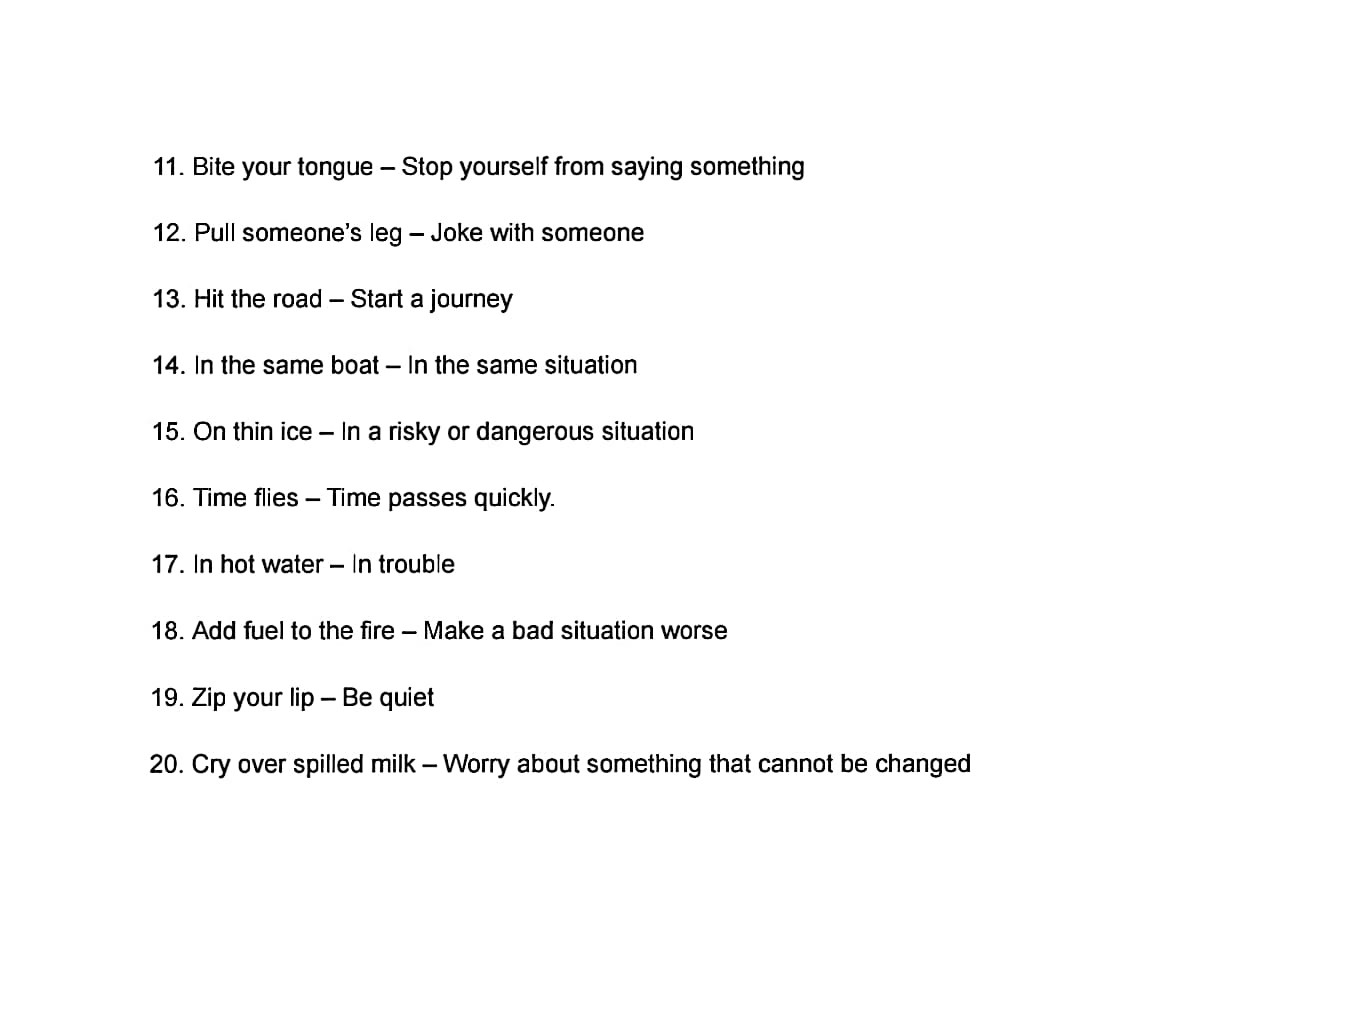 11. Bite your tongue – Stop yourself from saying something
12. Pull someone’s leg – Joke with someone
13. Hit the road – Start a journey
14. In the same boat – In the same situation
15. On thin ice – In a risky or dangerous situation
16. Time flies – Time passes quickly.
17. In hot water – In trouble
18. Add fuel to the fire – Make a bad situation worse
19. Zip your lip – Be quiet
20. Cry over spilled milk – Worry about something that cannot be changed